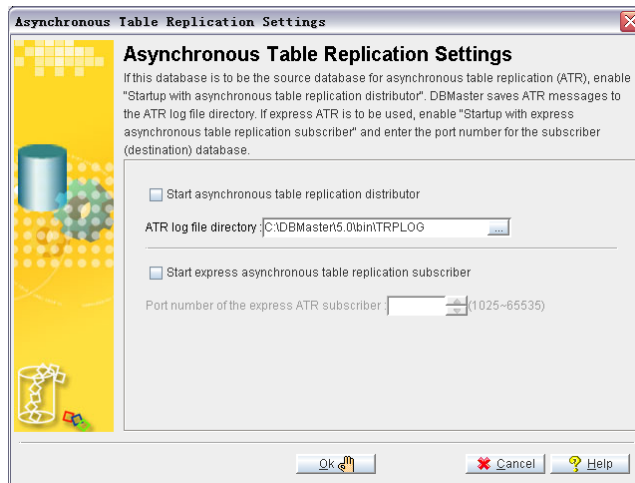 Asynchronous Table Replication Settings
Asynchronous Table Replication Settings
If this database is to be the source database for asynchronous table replication (ATR), enable
"Startup with asynchronous table replication distributor". DBMaster saves ATR messages to
the ATR log file directory. If express ATR is to be used, enable "Startup with express
asynchronous table replication subscriber" and enter the port number for the subscriber
(destination) database.
Start asynchronous table replication distributor
ATR log file directory : C:\DBMaster\5.0\bin\TRPLOG ...
Start express asynchronous table replication subscriber
Port number of the express ATR subscriber : (1025~65535)
Ok Cancel Help